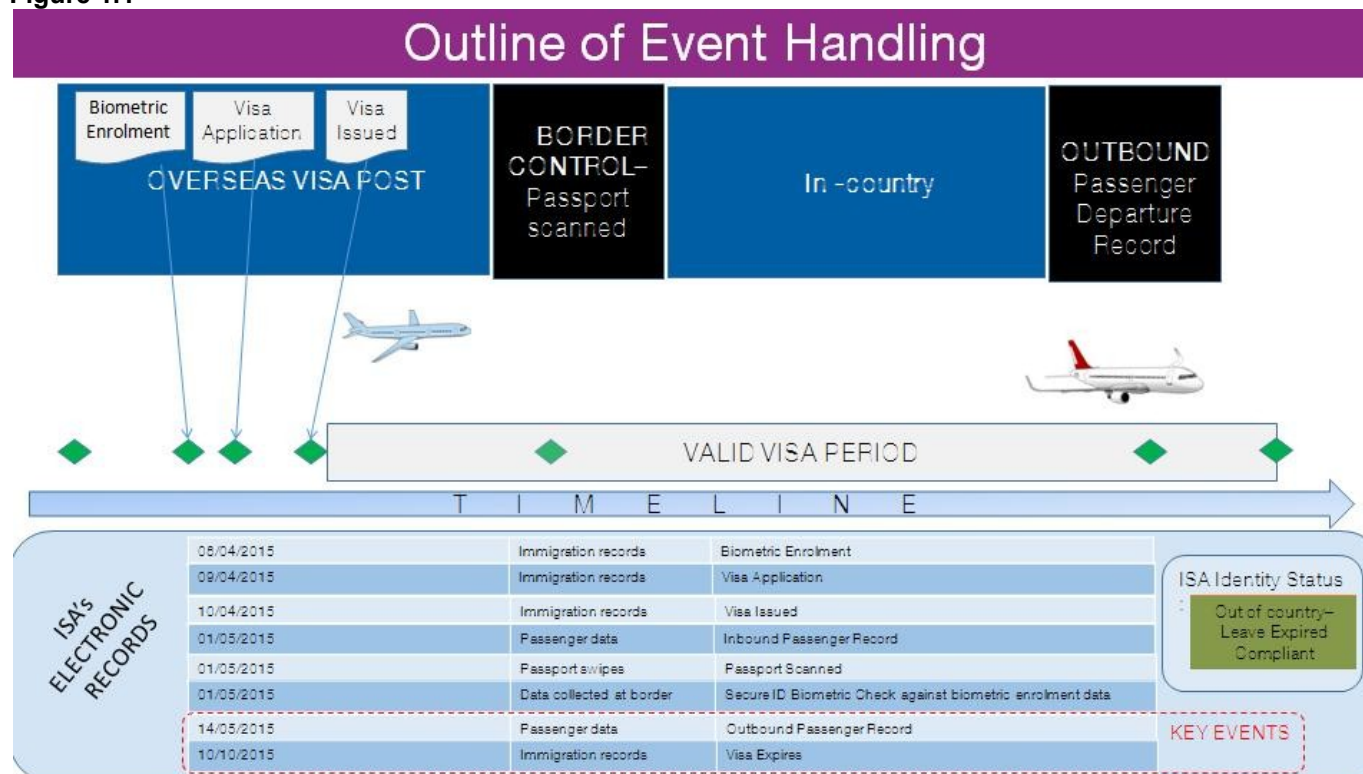 Outline of Event Handling
Biometric
Enrolment
Visa
Application
Visa
Issued
OVERSEAS VISA POST
BORDER
CONTROL–
Passport
scanned
In -country
OUTBOUND
Passenger
Departure
Record
VALID VISA PERIOD
T I M E L I N E
ISA's
ELECTRONIC
RECORDS
08/04/2015 Immigration records Biometric Enrolment
09/04/2015 Immigration records Visa Application
10/04/2015 Immigration records Visa Issued
01/05/2015 Passenger data Inbound Passenger Record
01/05/2015 Passport swipes Passport Scanned
01/05/2015 Data collected at border Secure ID Biometric Check against biometric enrolment data
14/05/2015 Passenger data Outbound Passenger Record
10/10/2015 Immigration records Visa Expires
ISA Identity Status
:
Out of country–
Leave Expired
Compliant
KEY EVENTS